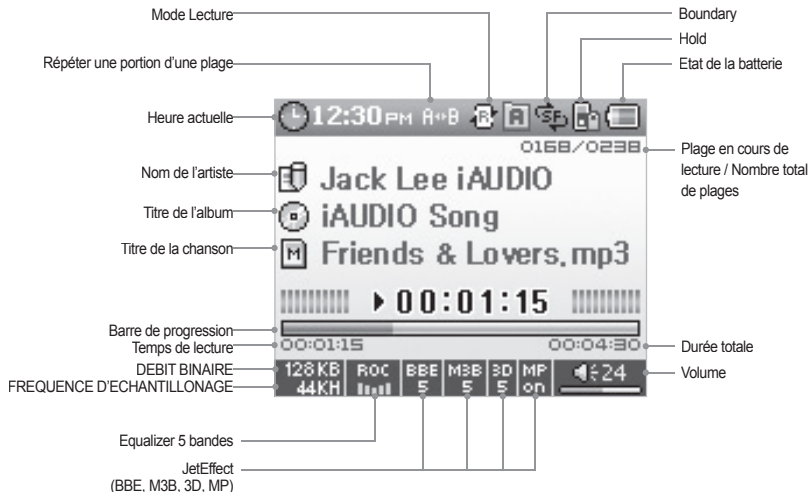 Mode Lecture
Boundary
Hold
Répéter une portion d'une plage
Etat de la batterie
Heure actuelle
12:30 PM A↔B R A SF
0168/0238
Plage en cours de
lecture / Nombre total
de plages
Nom de l'artiste
Jack Lee iAUDIO
Titre de l'album
iAUDIO Song
Titre de la chanson
M Friends & Lovers.mp3
00:01:15
Barre de progression
Temps de lecture
00:01:15
00:04:30
Durée totale
DEBIT BINAIRE
FREQUENCE D'ECHANTILLONAGE
128KB ROC BBE M3B 3D MP 24
44KH 5 5 5 on
Volume
Equalizer 5 bandes
JetEffect
(BBE, M3B, 3D, MP)